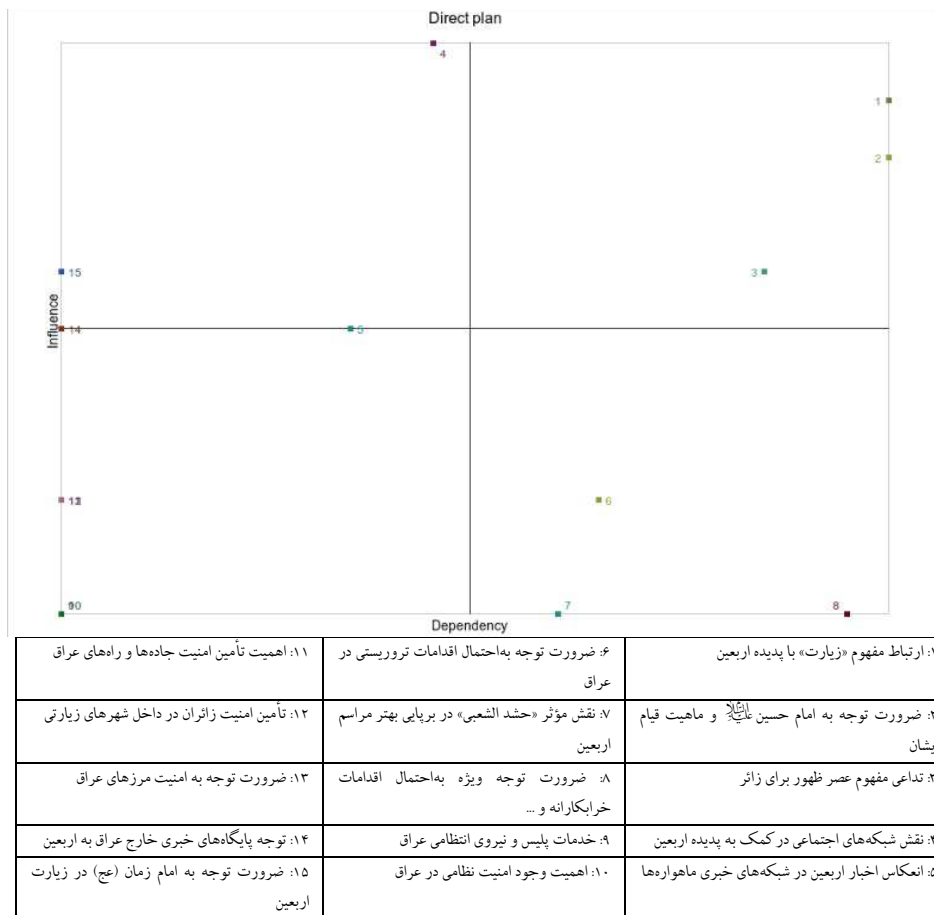 Direct plan
4
1
2
15
3
Influence
14
5
6
7
8
Dependency
۱: ارتباط مفهوم «زیارت» با پدیده اربعین
۶: ضرورت توجه به‌احتمال اقدامات تروریستی در
عراق
۱۱: اهمیت تأمین امنیت جاده‌ها و راه‌های عراق
۲: ضرورت توجه به امام حسین علیه‌السلام و ماهیت قیام
یشان
۷: نقش مؤثر «حشد الشعبی» در برپایی بهتر مراسم
اربعین
۱۲: تأمین امنیت زائران در داخل شهرهای زیارتی
۳: تداعی مفهوم عصر ظهور برای زائر
۸: ضرورت توجه ویژه به‌احتمال اقدامات
خرابکارانه و ...
۱۳: ضرورت توجه به امنیت مرزهای عراق
۴: نقش شبکه‌های اجتماعی در کمک به پدیده اربعین
۹: خدمات پلیس و نیروی انتظامی عراق
۱۴: توجه پایگاه‌های خبری خارج عراق به اربعین
۵: انعکاس اخبار اربعین در شبکه‌های خبری ماهواره‌ها
۱۰: اهمیت وجود امنیت نظامی در عراق
۱۵: ضرورت توجه به امام زمان (عج) در زیارت
اربعین